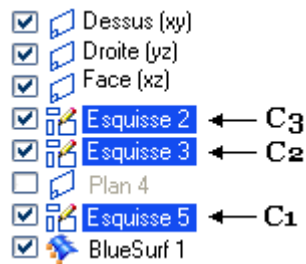 Dessus (xy)
Droite (yz)
Face (xz)
Esquisse 2 C3
Esquisse 3 C2
Plan 4
Esquisse 5 C1
BlueSurf 1